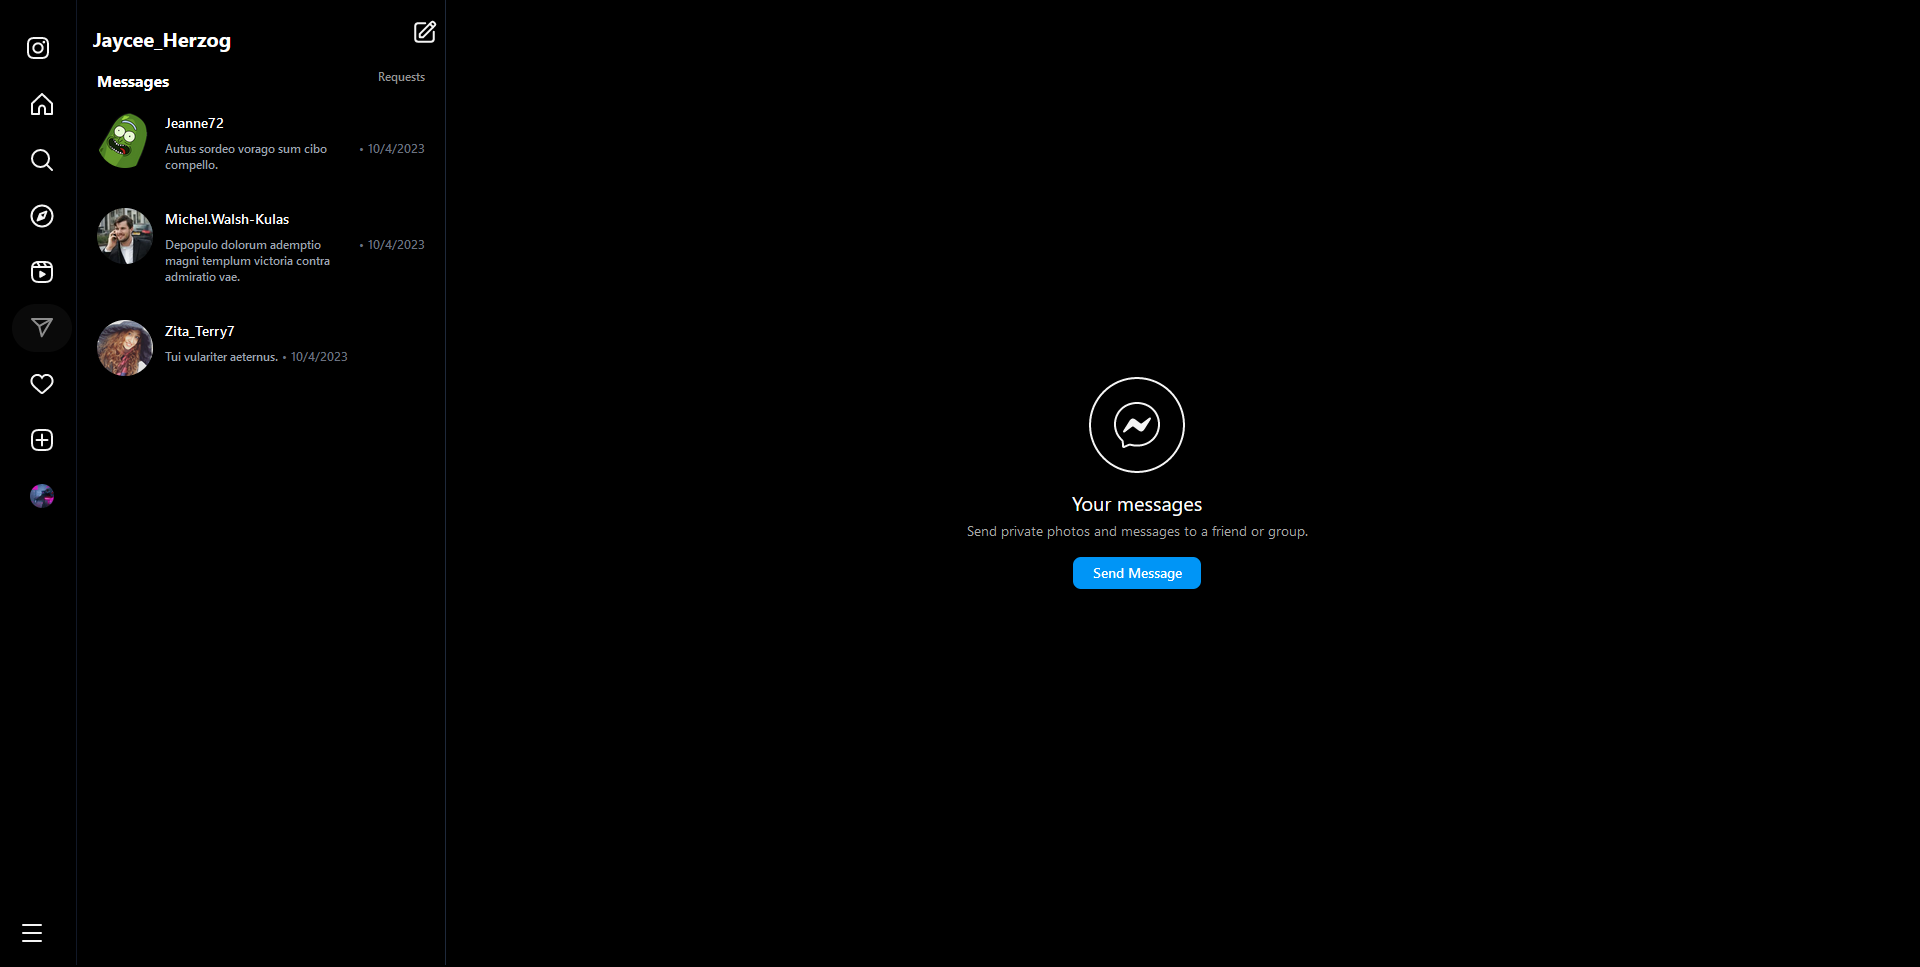 Jaycee_Herzog
Messages
Requests
Jeanne72
Autus sordeo vorago sum cibo
compello.
• 10/4/2023
Michel.Walsh-Kulas
Depopulo dolorum ademptio
magni templum victoria contra
admiratio vae.
• 10/4/2023
Zita_Terry7
Tui vulariter aeternus. • 10/4/2023
Your messages
Send private photos and messages to a friend or group.
Send Message